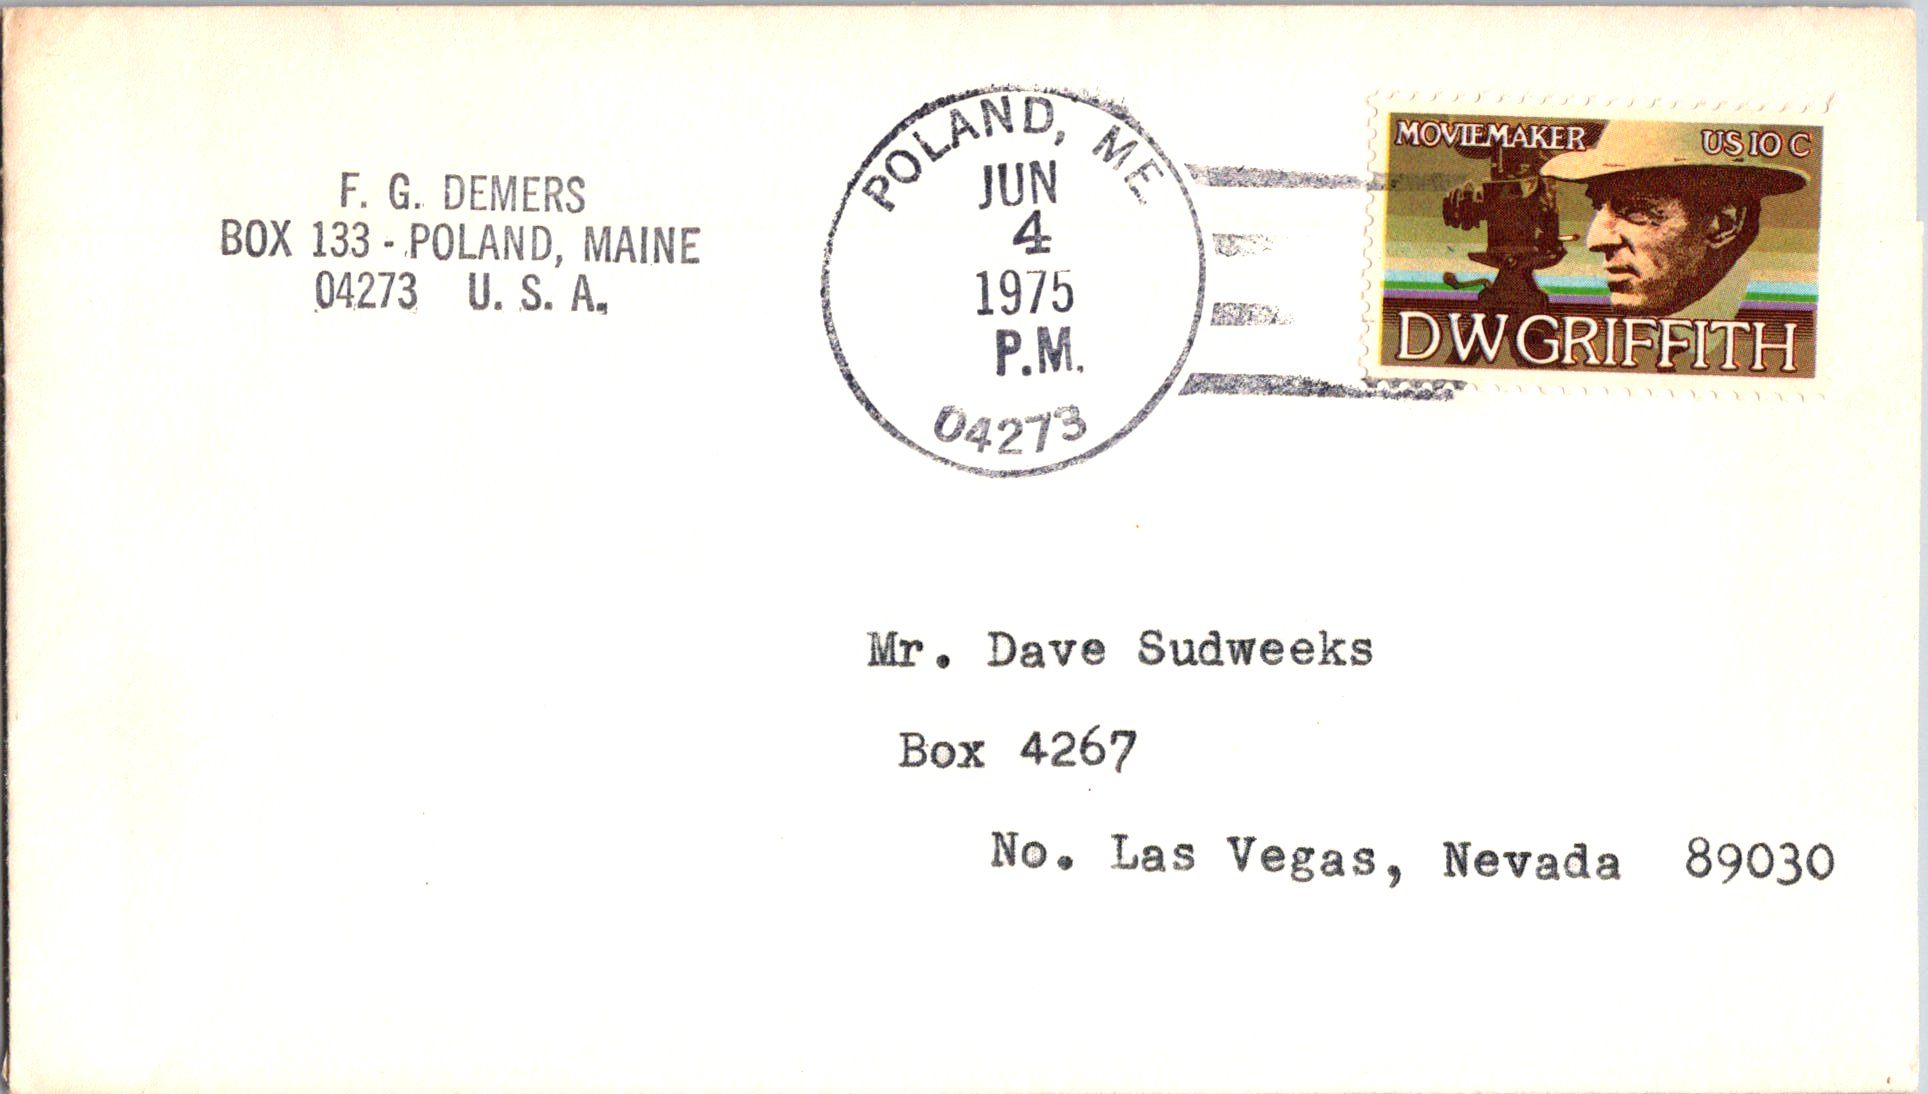 F. G. DEMERS
BOX 133 - POLAND, MAINE
04273 U. S. A.
POLAND, ME
JUN
4
1975
P.M.
04273
MOVIEMAKER US 10 C
DW GRIFFITH
Mr. Dave Sudweeks
Box 4267
No. Las Vegas, Nevada 89030